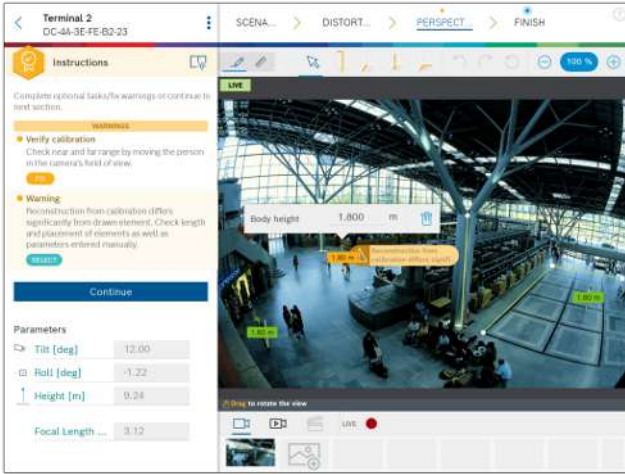 Terminal 2
DC-4A-3E-FE-B2-23
SCENA... > DISTORT... > PERSPECT... > FINISH
Instructions
100 %
LIVE
Complete optional tasks/fix warnings or continue to
next section.
WARNINGS
Verify calibration
Check near and far range by moving the person
in the camera's field of view.
Warning
Reconstruction from calibration differs
significantly from drawn element. Check length
and placement of elements as well as
parameters entered manually.
SELECT
Body height 1.800 m
1.80 m
Reconstruction from
calibration differs signifi...
1.80 m
1.80 m
Continue
Parameters
Tilt [deg] 12.00
Roll [deg] -1.22
Height [m] 9.24
Focal Length ... 3.12
Drag to rotate the view
LIVE